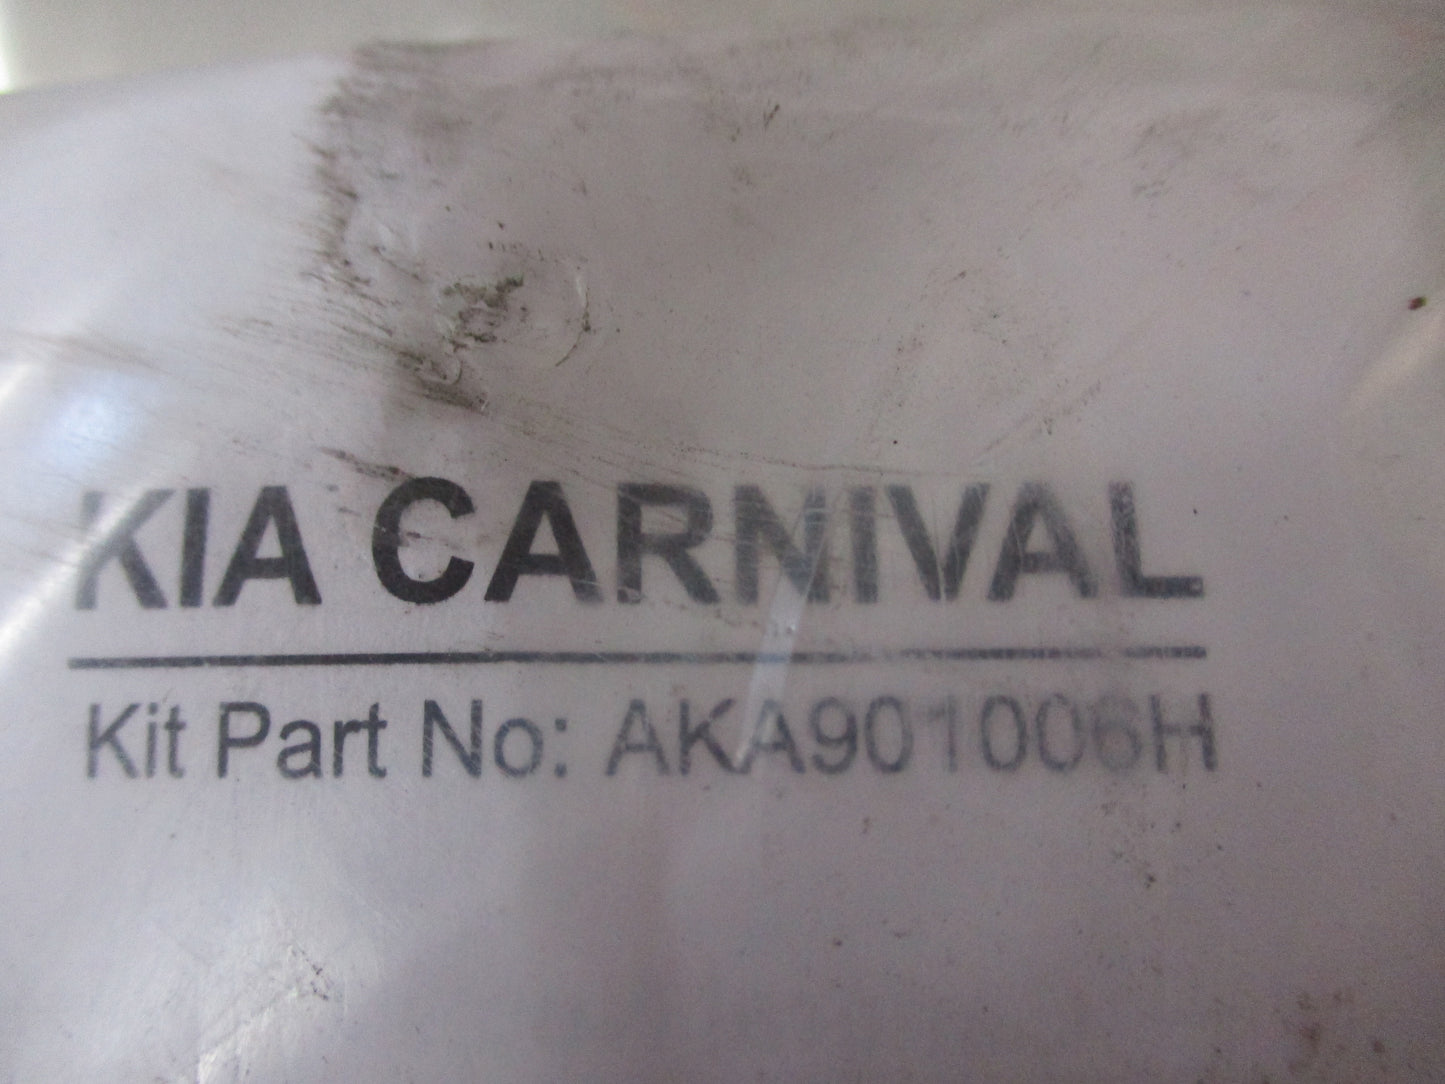 KIA CARNIVAL
Kit Part No: AKA901006H